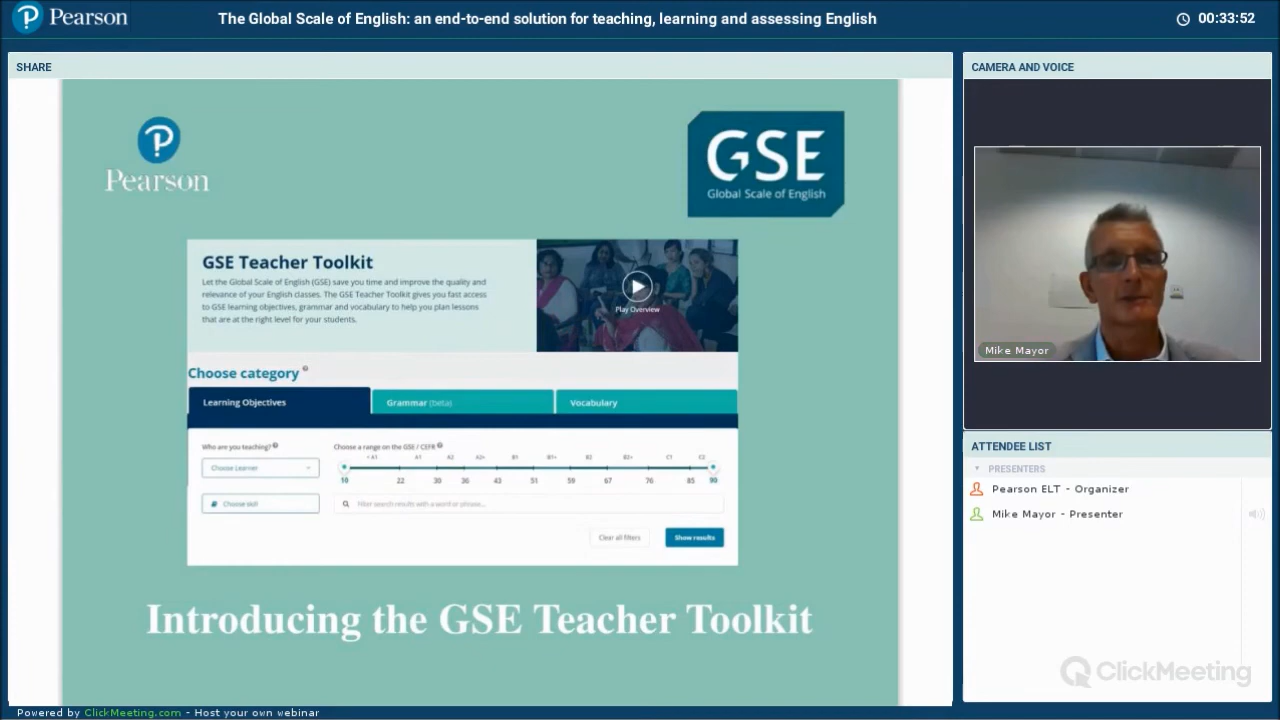 Pearson
The Global Scale of English: an end-to-end solution for teaching, learning and assessing English
00:33:52
SHARE
Pearson
GSE
Global Scale of English
GSE Teacher Toolkit
Let the Global Scale of English (GSE) save you time and improve the quality and
relevance of your English classes. The GSE Teacher Toolkit gives you fast access
to GSE learning objectives, grammar and vocabulary to help you plan lessons
that are at the right level for your students.
Play Overview
Choose category
Learning Objectives
Grammar (beta)
Vocabulary
Who are you teaching?
Choose a range on the GSE / CEFR
Choose Learner
<A1 A1 A2 A2+ B1 B1+ B2 B2+ C1 C2
10 22 30 36 43 51 59 67 76 85 90
Choose skill
Filter search results with a word or phrase...
Clear all filters
Show results
Introducing the GSE Teacher Toolkit
CAMERA AND VOICE
Mike Mayor
ATTENDEE LIST
PRESENTERS
Pearson ELT - Organizer
Mike Mayor - Presenter
ClickMeeting
Powered by ClickMeeting.com - Host your own webinar